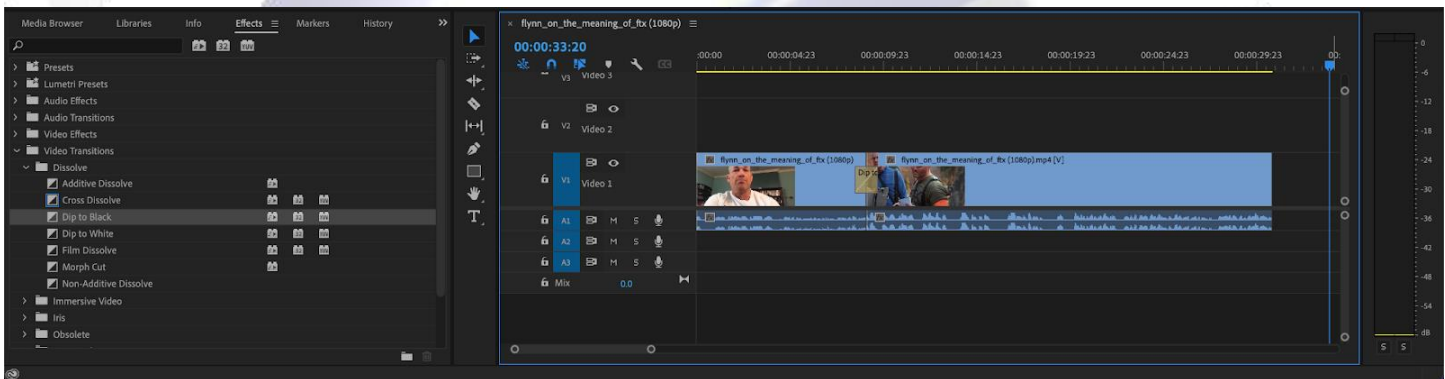 Media Browser Libraries Info Effects Markers History
32 YUV
Presets
Lumetri Presets
Audio Effects
Audio Transitions
Video Effects
Video Transitions
Dissolve
Additive Dissolve
Cross Dissolve
Dip to Black
Dip to White
Film Dissolve
Morph Cut
Non-Additive Dissolve
Immersive Video
Iris
Obsolete
T
× flynn_on_the_meaning_of_ftx (1080p)
00:00:33:20
:00:00 00:00:04:23 00:00:09:23 00:00:14:23 00:00:19:23 00:00:24:23 00:00:29:23 00:
V3 Video 3
V2 Video 2
V1 Video 1
flynn_on_the_meaning_of_ftx (1080p)
flynn_on_the_meaning_of_ftx (1080p).mp4 [V]
Dip to
A1 M S
A2 M S
A3 M S
Mix 0.0
0
-6
-12
-18
-24
-30
-36
-42
-48
-54
dB
S S